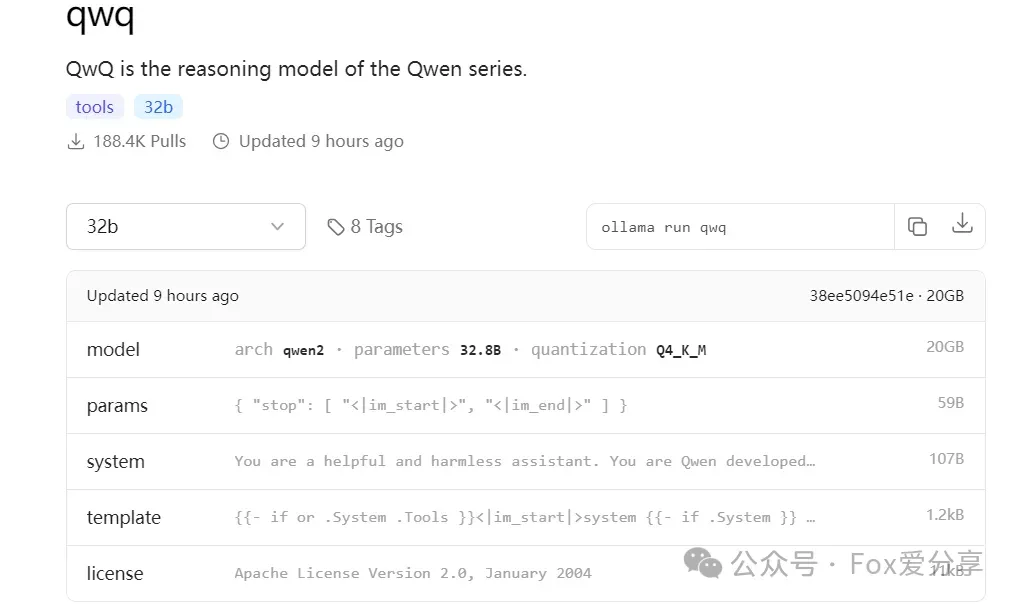 qwq
QwQ is the reasoning model of the Qwen series.
tools 32b
188.4K Pulls Updated 9 hours ago
32b 8 Tags ollama run qwq
Updated 9 hours ago 38ee5094e51e · 20GB
model arch qwen2 · parameters 32.8B · quantization Q4_K_M 20GB
params { "stop": [ "<|im_start|>", "<|im_end|>" ] } 59B
system You are a helpful and harmless assistant. You are Qwen developed… 107B
template {{- if or .System .Tools }}<|im_start|>system {{- if .System }} … 1.2kB
license Apache License Version 2.0, January 2004 11kB
公众号 · Fox爱分享